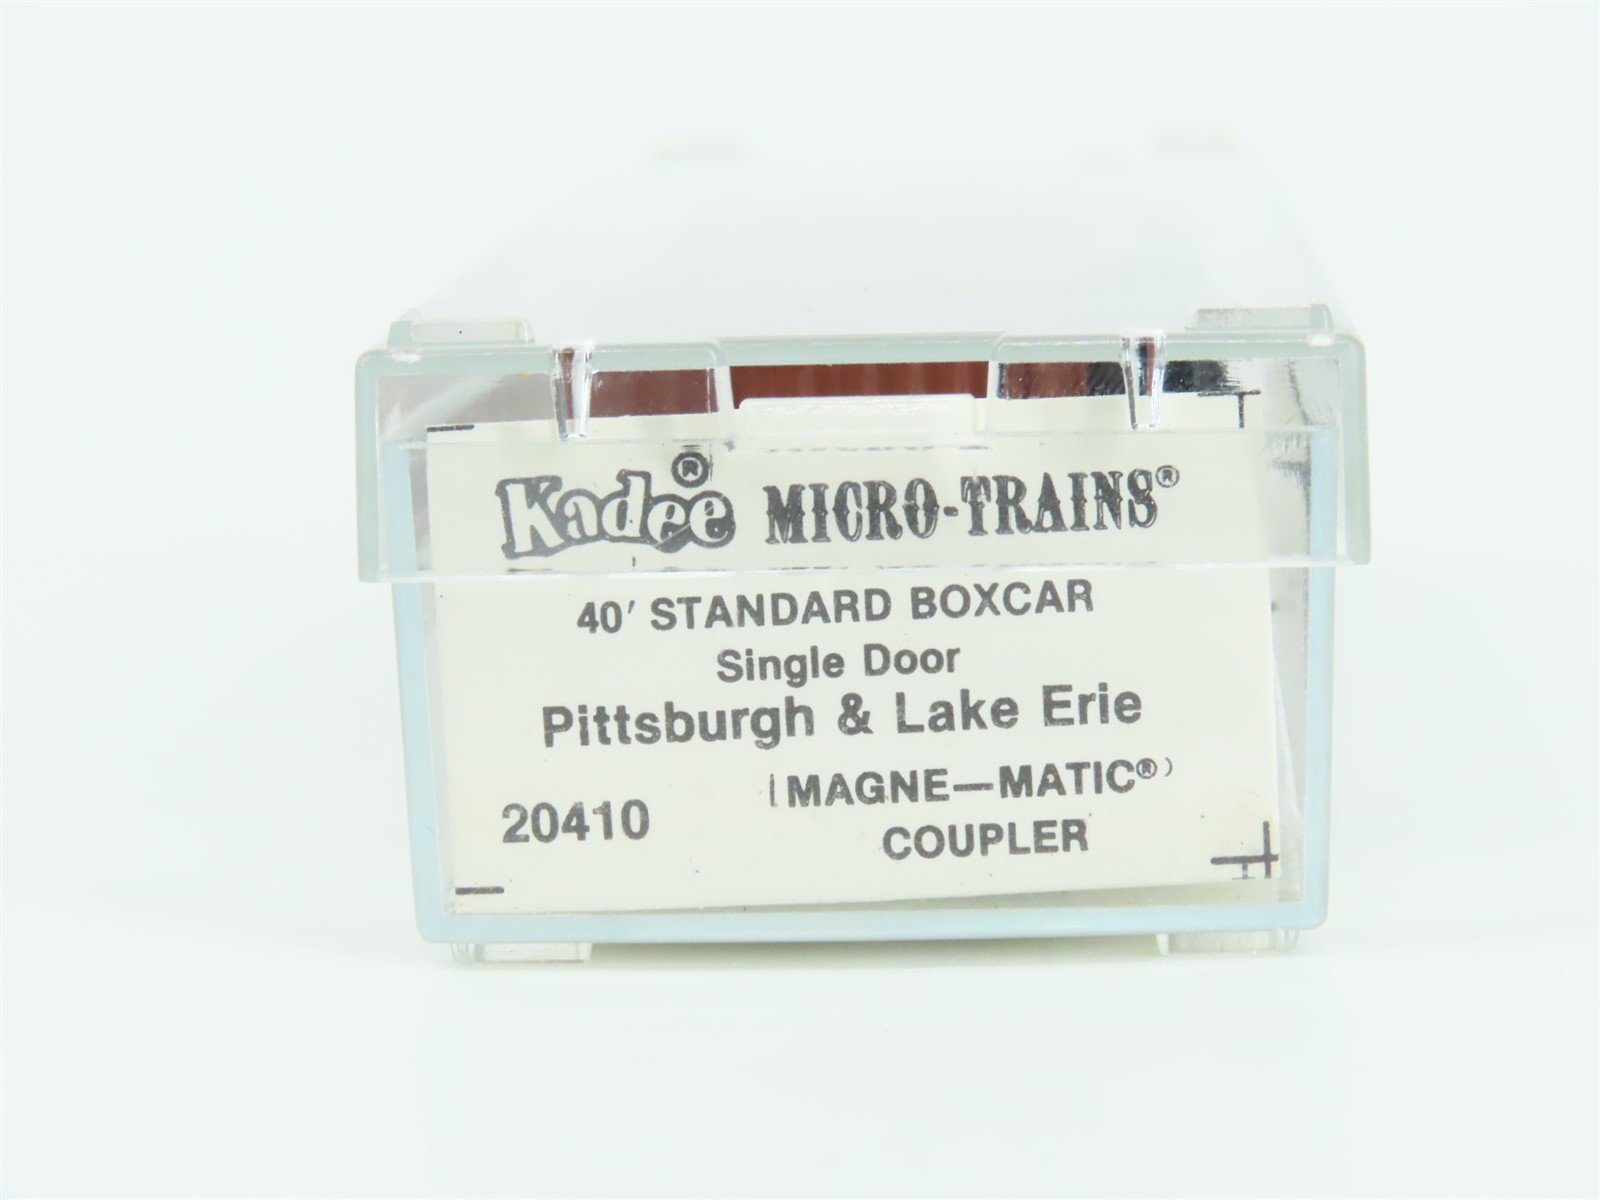 Kadee® MICRO-TRAINS®
40' STANDARD BOXCAR
Single Door
Pittsburgh & Lake Erie
20410 (MAGNE—MATIC®)
COUPLER